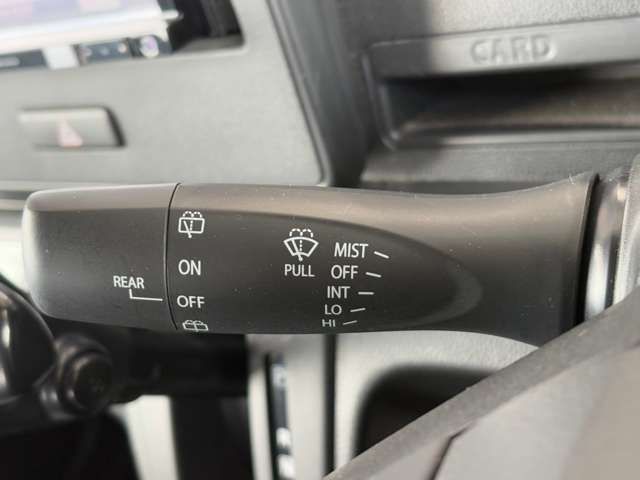 CARD
ON
REAR
OFF
PULL
MIST
OFF
INT
LO
HI